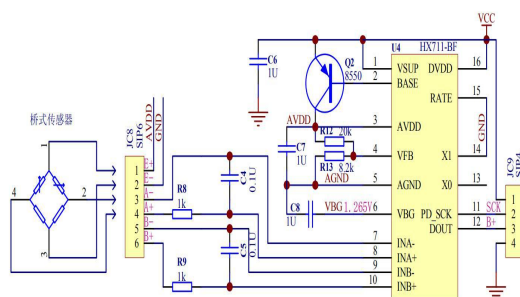 VCC
U4
HX711-BF
C6
1U
Q2
8550
1
VSUP
DVDD
16
2
BASE
RATE
15
桥式传感器
JC8
SIP6
AVDD
GND
AVDD
3
AVDD
R12
20k
C7
1U
4
VFB
X1
14
GND
R13
8.2k
AGND
5
AGND
X0
13
JC9
SIP4
1
E+
1
E-
2
A-
3
A+
4
B-
5
B+
6
4
2
3
R8
1k
C4
0.1U
C5
0.1U
R9
1k
C8
1U
VBG
1.265V
6
VBG
PD_SCK
11
SCK
DOUT
12
B+
1
2
3
4
7
INA-
8
INA+
9
INB-
10
INB+